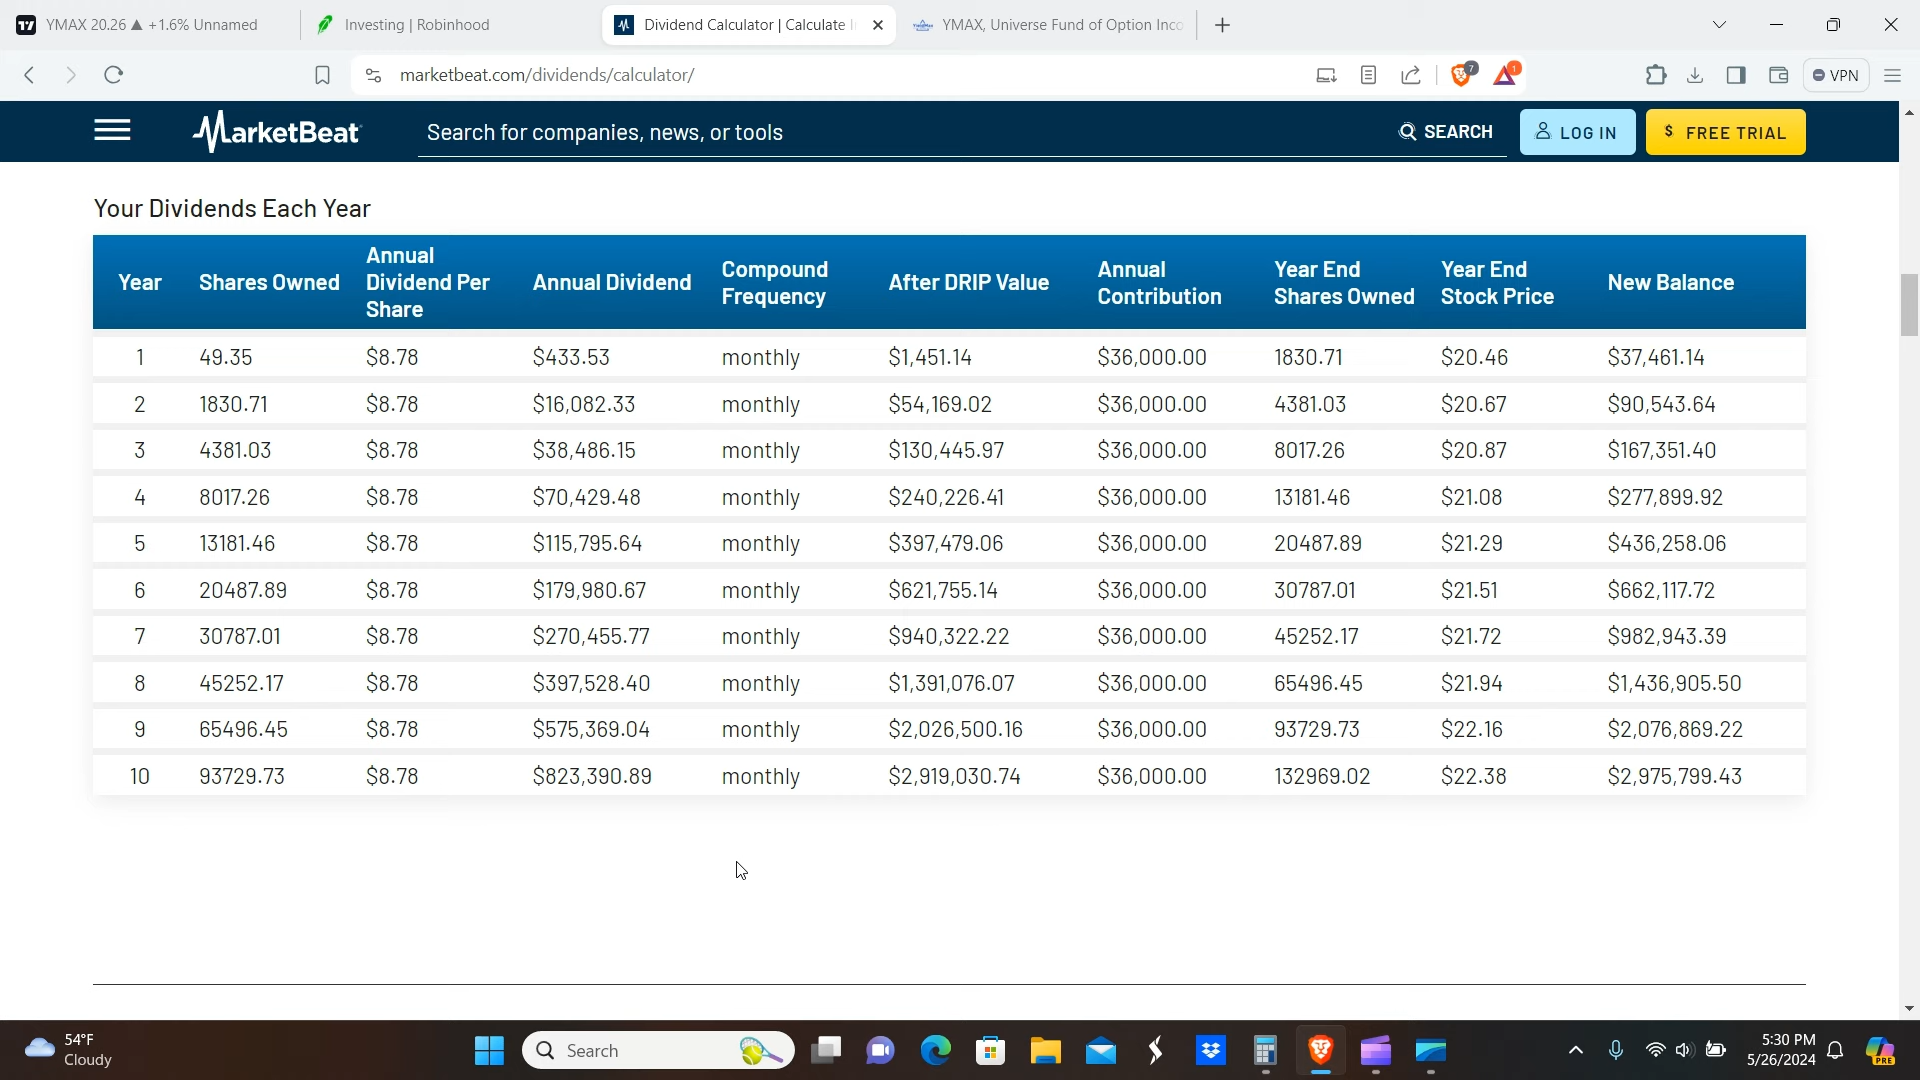 YMAX 20.26 ▲ +1.6% Unnamed
Investing | Robinhood
Dividend Calculator | Calculate
YMAX, Universe Fund of Option Inco
marketbeat.com/dividends/calculator/
7
1
VPN
MarketBeat
Search for companies, news, or tools
SEARCH
LOG IN
$ FREE TRIAL
Your Dividends Each Year
Year Shares Owned Annual Dividend Per Share Annual Dividend Compound Frequency After DRIP Value Annual Contribution Year End Shares Owned Year End Stock Price New Balance
1 49.35 $8.78 $433.53 monthly $1,451.14 $36,000.00 1830.71 $20.46 $37,461.14
2 1830.71 $8.78 $16,082.33 monthly $54,169.02 $36,000.00 4381.03 $20.67 $90,543.64
3 4381.03 $8.78 $38,486.15 monthly $130,445.97 $36,000.00 8017.26 $20.87 $167,351.40
4 8017.26 $8.78 $70,429.48 monthly $240,226.41 $36,000.00 13181.46 $21.08 $277,899.92
5 13181.46 $8.78 $115,795.64 monthly $397,479.06 $36,000.00 20487.89 $21.29 $436,258.06
6 20487.89 $8.78 $179,980.67 monthly $621,755.14 $36,000.00 30787.01 $21.51 $662,117.72
7 30787.01 $8.78 $270,455.77 monthly $940,322.22 $36,000.00 45252.17 $21.72 $982,943.39
8 45252.17 $8.78 $397,528.40 monthly $1,391,076.07 $36,000.00 65496.45 $21.94 $1,436,905.50
9 65496.45 $8.78 $575,369.04 monthly $2,026,500.16 $36,000.00 93729.73 $22.16 $2,076,869.22
10 93729.73 $8.78 $823,390.89 monthly $2,919,030.74 $36,000.00 132969.02 $22.38 $2,975,799.43
54°F
Cloudy
Search
5:30 PM
5/26/2024
PRE